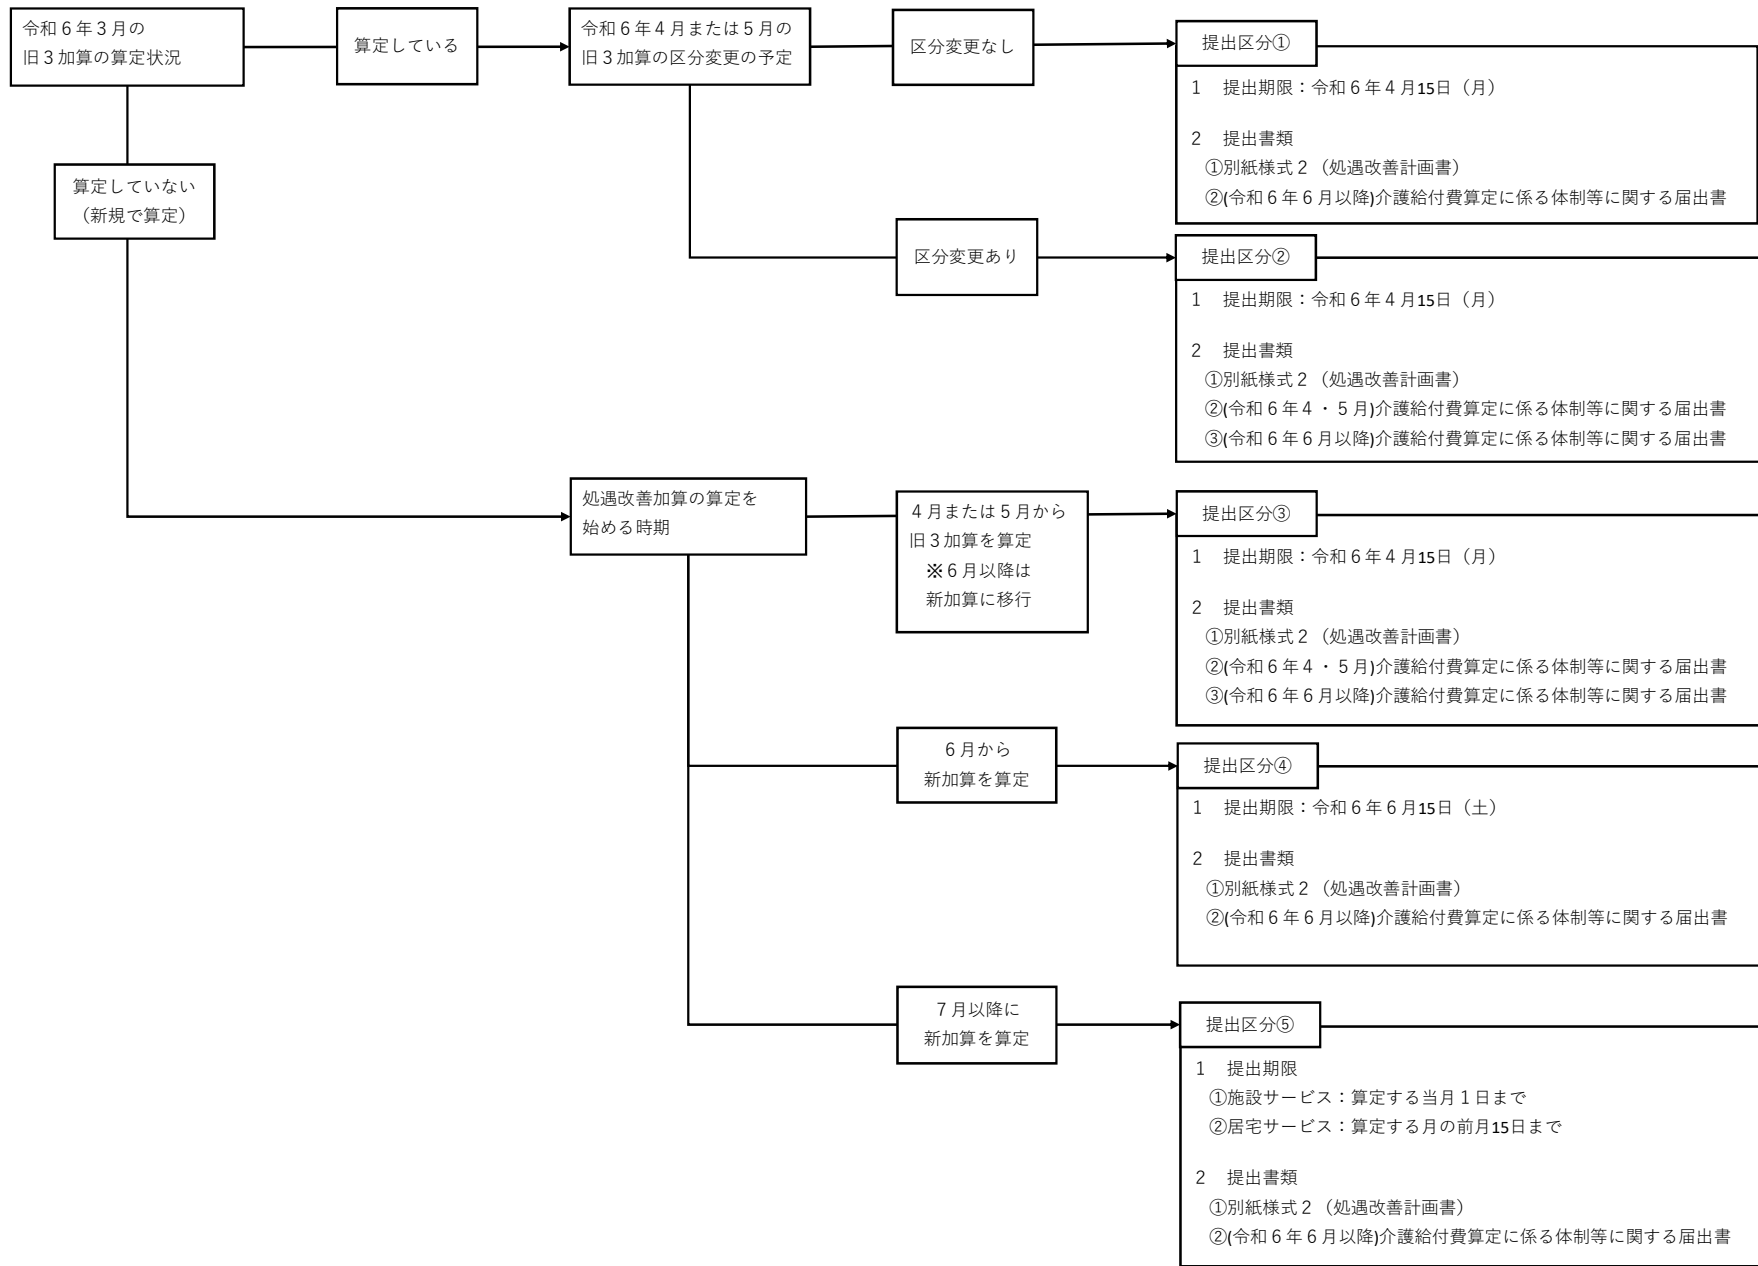 令和６年３月の
旧３加算の算定状況
算定している
令和６年４月または５月の
旧３加算の区分変更の予定
区分変更なし
提出区分①
１　提出期限：令和６年４月15日（月）
２　提出書類
①別紙様式２（処遇改善計画書）
②(令和６年６月以降)介護給付費算定に係る体制等に関する届出書
算定していない
（新規で算定）
区分変更あり
提出区分②
１　提出期限：令和６年４月15日（月）
２　提出書類
①別紙様式２（処遇改善計画書）
②(令和６年４・５月)介護給付費算定に係る体制等に関する届出書
③(令和６年６月以降)介護給付費算定に係る体制等に関する届出書
処遇改善加算の算定を
始める時期
４月または５月から
旧３加算を算定
※６月以降は
新加算に移行
提出区分③
１　提出期限：令和６年４月15日（月）
２　提出書類
①別紙様式２（処遇改善計画書）
②(令和６年４・５月)介護給付費算定に係る体制等に関する届出書
③(令和６年６月以降)介護給付費算定に係る体制等に関する届出書
６月から
新加算を算定
提出区分④
１　提出期限：令和６年６月15日（土）
２　提出書類
①別紙様式２（処遇改善計画書）
②(令和６年６月以降)介護給付費算定に係る体制等に関する届出書
７月以降に
新加算を算定
提出区分⑤
１　提出期限
①施設サービス：算定する当月１日まで
②居宅サービス：算定する月の前月15日まで
２　提出書類
①別紙様式２（処遇改善計画書）
②(令和６年６月以降)介護給付費算定に係る体制等に関する届出書